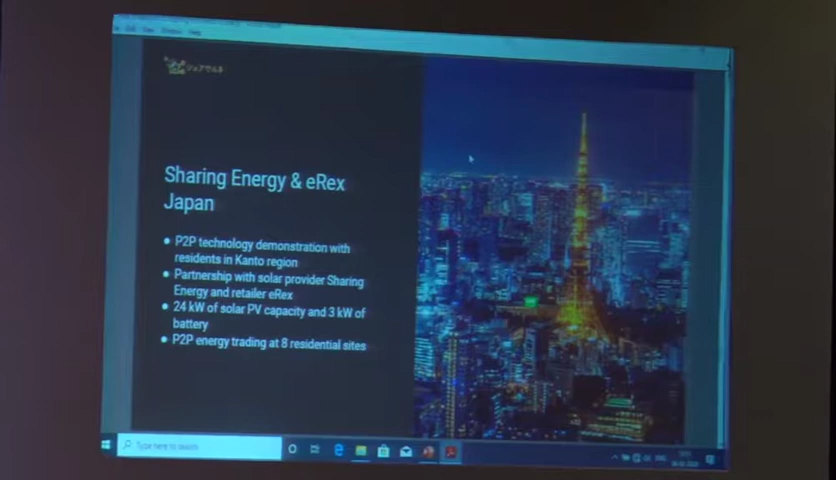 Sharing Energy & eRex
Japan
P2P technology demonstration with
residents in Kanto region
Partnership with solar provider Sharing
Energy and retailer eRex
24 kW of solar PV capacity and 3 kW of
battery
P2P energy trading at 8 residential sites
Type here to search
ENG